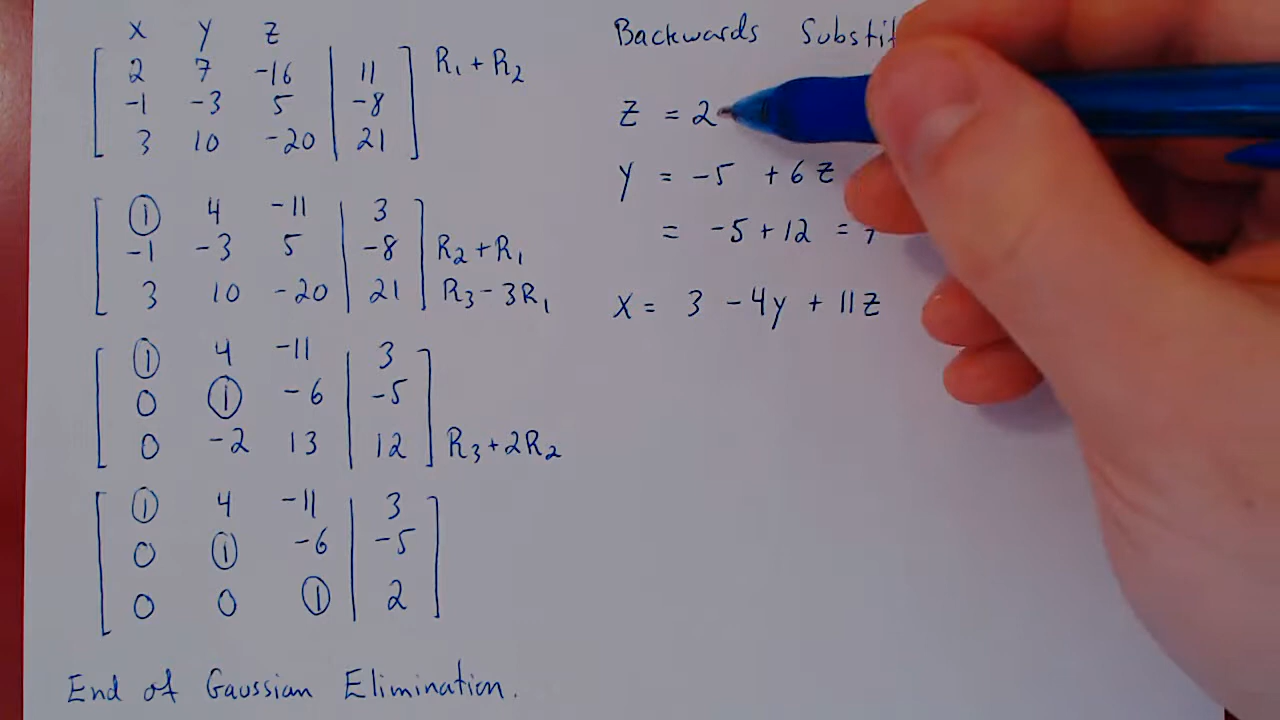 X Y Z
2 7 -16 | 11 R1 + R2
-1 -3 5 | -8
3 10 -20 | 21
1 4 -11 | 3
-1 -3 5 | -8 R2 + R1
3 10 -20 | 21 R3 - 3R1
1 4 -11 | 3
0 1 -6 | -5
0 -2 13 | 12 R3 + 2R2
1 4 -11 | 3
0 1 -6 | -5
0 0 1 | 2
End of Gaussian Elimination.
Backwards
Z = 2
Y = -5 + 6Z
= -5 + 12 = 7
X = 3 - 4y + 11Z